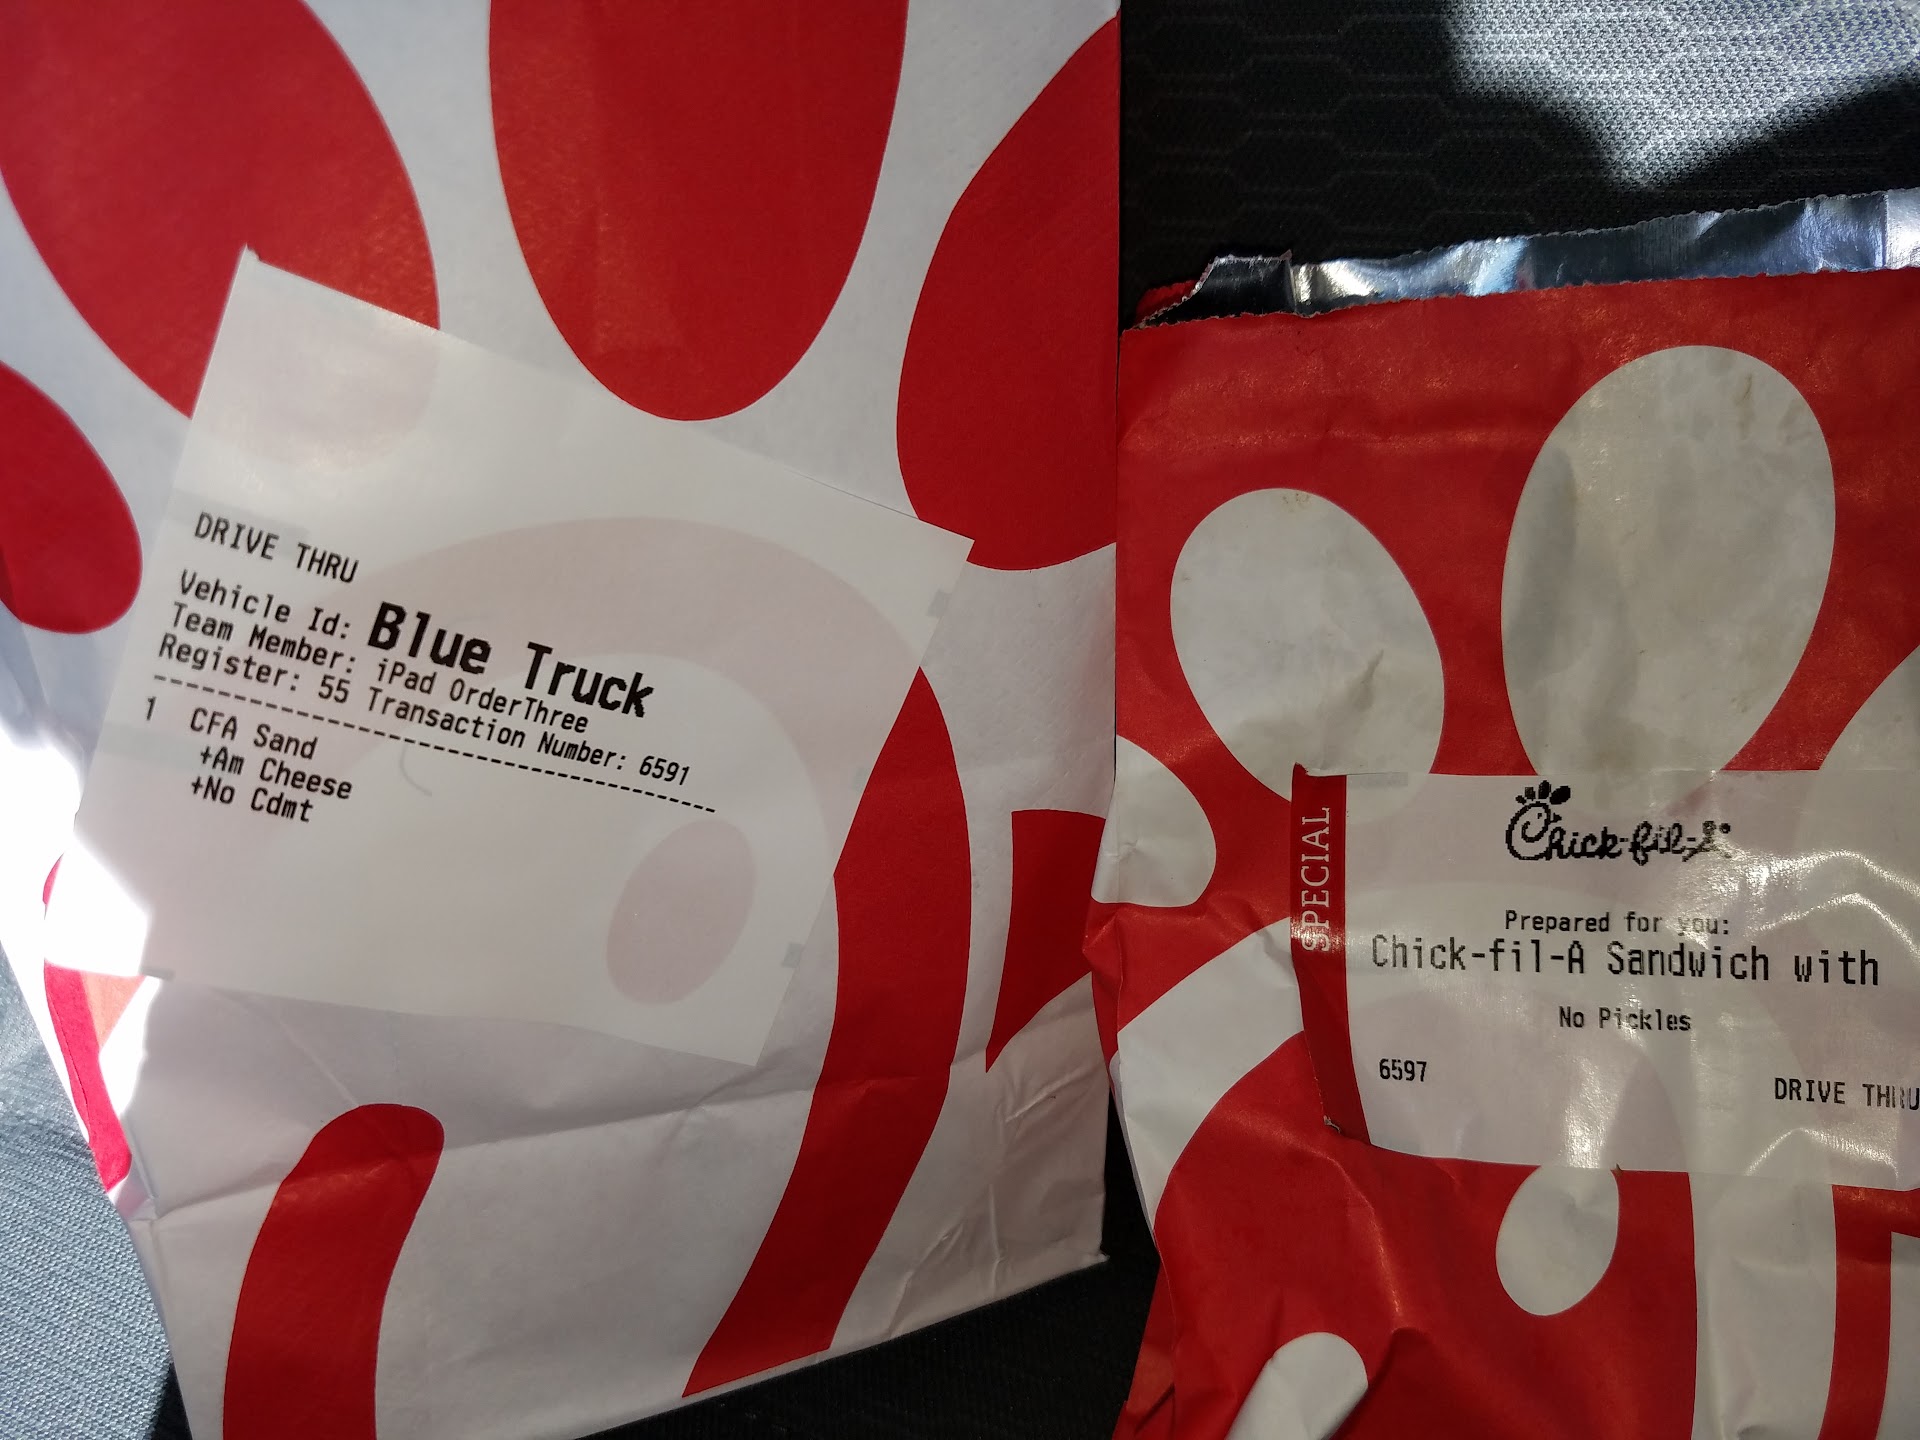 DRIVE THRU
Vehicle Id: Blue Truck
Team Member: iPad OrderThree
Register: 55 Transaction Number: 6591
--------------------------------------------
1 CFA Sand
+Am Cheese
+No Cdmt
SPECIAL
Chick-fil-A
Prepared for you:
Chick-fil-A Sandwich with
No Pickles
6597
DRIVE THRU